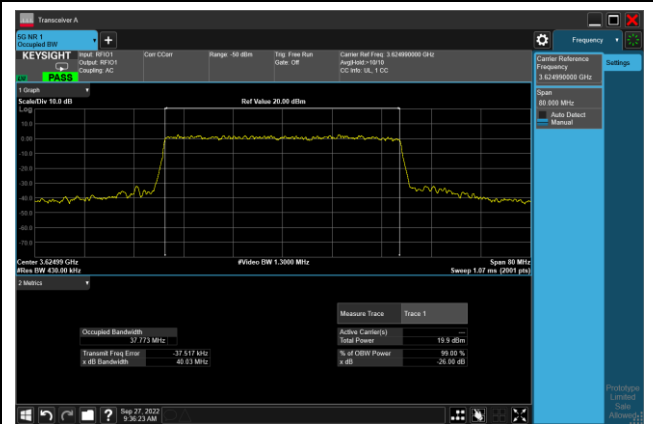 Transceiver A
5G NR 1
Occupied BW
Frequency
KEYSIGHT
Input: RFIO1
Output: RFIO1
Coupling: AC
Corr CCorr
Range: -50 dBm
Trig: Free Run
Gate: Off
Carrier Ref Freq: 3.624990000 GHz
Avg|Hold:>10/10
CC Info: UL, 1 CC
PASS
Carrier Reference
Frequency
3.624990000 GHz
Settings
Span
80.000 MHz
Auto Detect
Manual
1 Graph
Scale/Div 10.0 dB
Ref Value 20.00 dBm
Log
10.0
0.00
-10.0
-20.0
-30.0
-40.0
-50.0
-60.0
-70.0
Center 3.62499 GHz
#Video BW 1.3000 MHz
Span 80 MHz
#Res BW 430.00 kHz
Sweep 1.07 ms (2001 pts)
2 Metrics
Measure Trace
Trace 1
Occupied Bandwidth
37.773 MHz
Active Carrier(s)
---
Total Power
19.9 dBm
Transmit Freq Error
-37.517 kHz
x dB Bandwidth
40.03 MHz
% of OBW Power
99.00 %
x dB
-26.00 dB
Sep 27, 2022
9:36:23 AM
Prototype
Limited
Sale
Allowed